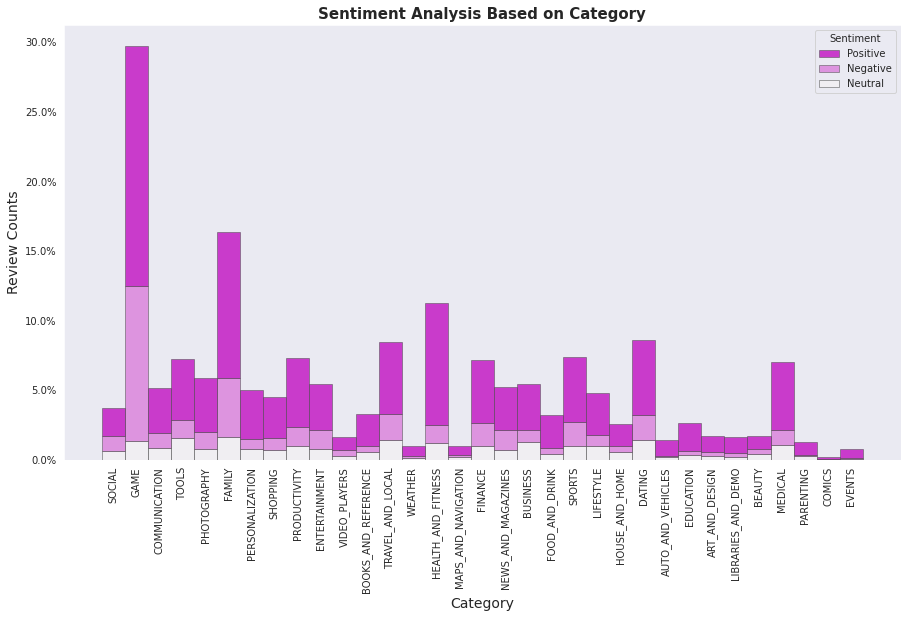 Sentiment Analysis Based on Category
Sentiment
Positive
Negative
Neutral
Review Counts
30.0%
25.0%
20.0%
15.0%
10.0%
5.0%
0.0%
SOCIAL
GAME
COMMUNICATION
TOOLS
PHOTOGRAPHY
FAMILY
PERSONALIZATION
SHOPPING
PRODUCTIVITY
ENTERTAINMENT
VIDEO_PLAYERS
BOOKS_AND_REFERENCE
TRAVEL_AND_LOCAL
WEATHER
HEALTH_AND_FITNESS
MAPS_AND_NAVIGATION
FINANCE
NEWS_AND_MAGAZINES
BUSINESS
FOOD_AND_DRINK
SPORTS
LIFESTYLE
HOUSE_AND_HOME
DATING
AUTO_AND_VEHICLES
EDUCATION
ART_AND_DESIGN
LIBRARIES_AND_DEMO
BEAUTY
MEDICAL
PARENTING
COMICS
EVENTS
Category